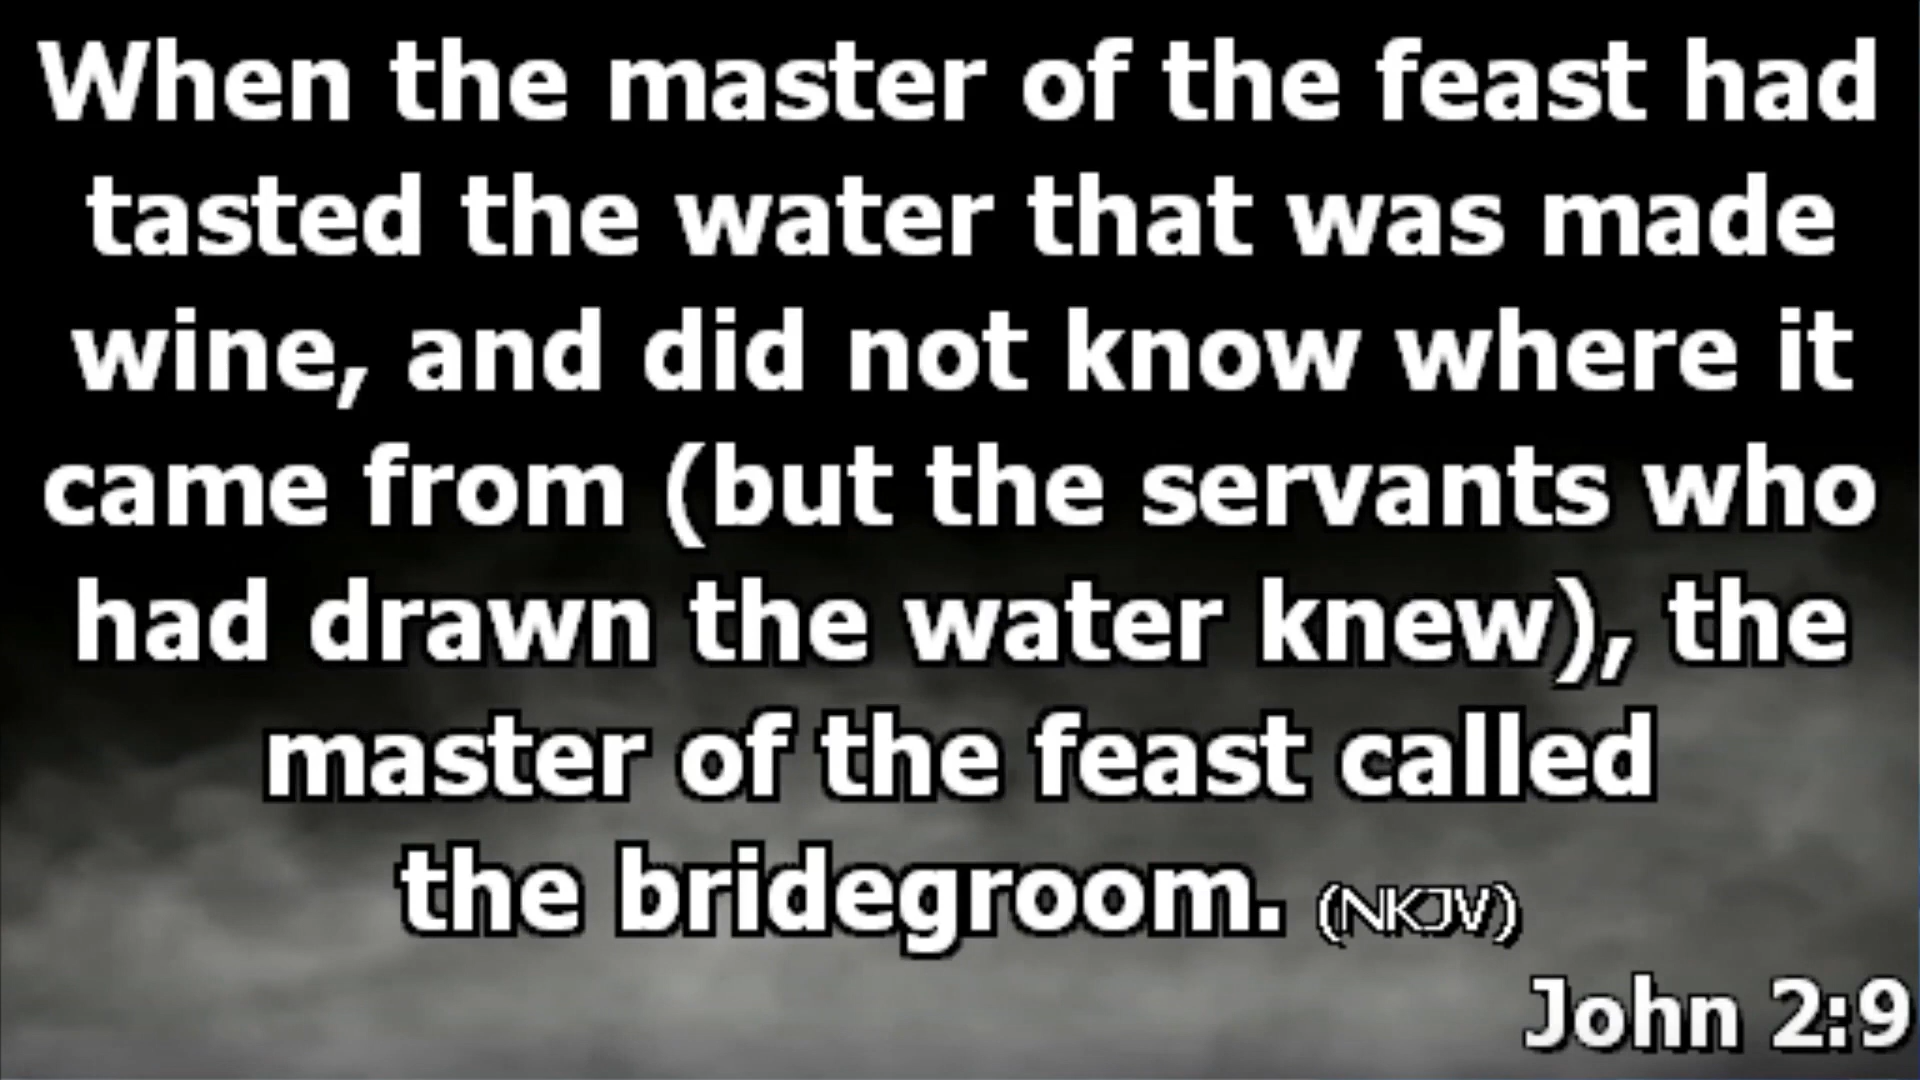 When the master of the feast had
tasted the water that was made
wine, and did not know where it
came from (but the servants who
had drawn the water knew), the
master of the feast called
the bridegroom. (NKJV)
John 2:9